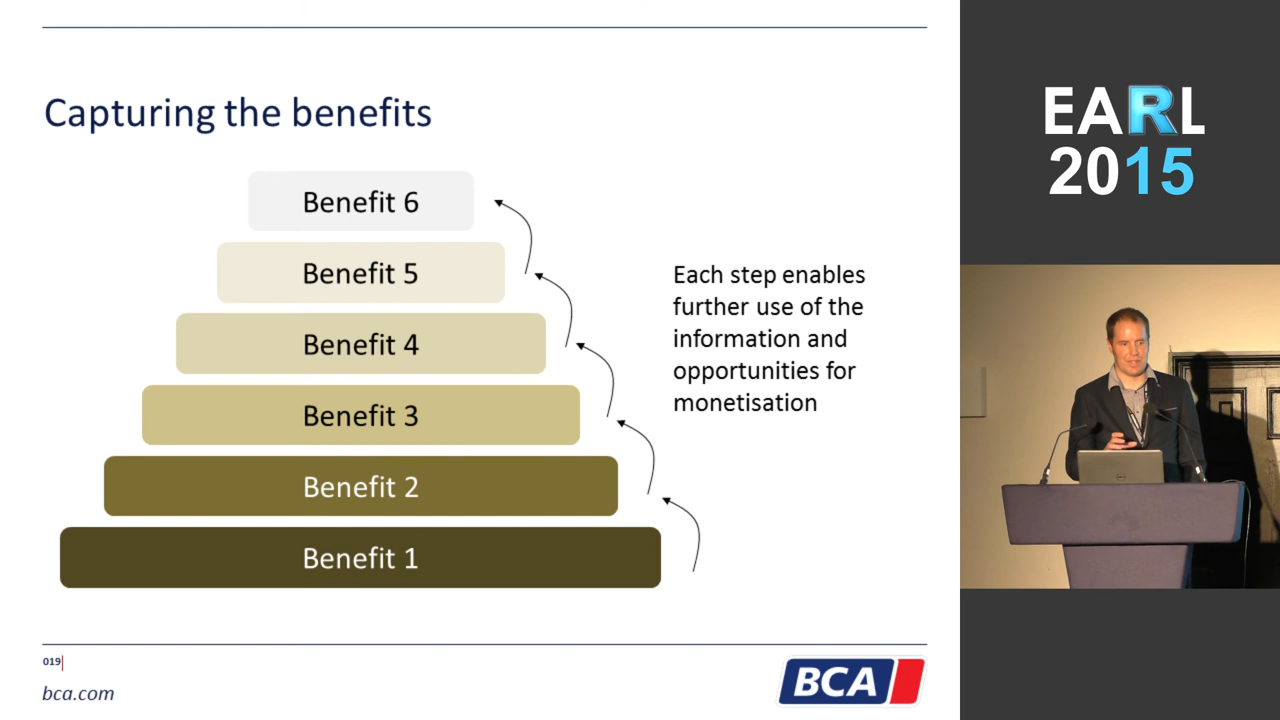 Capturing the benefits
Benefit 6
Benefit 5
Benefit 4
Benefit 3
Benefit 2
Benefit 1
Each step enables
further use of the
information and
opportunities for
monetisation
019
bca.com
BCA
EARL
2015